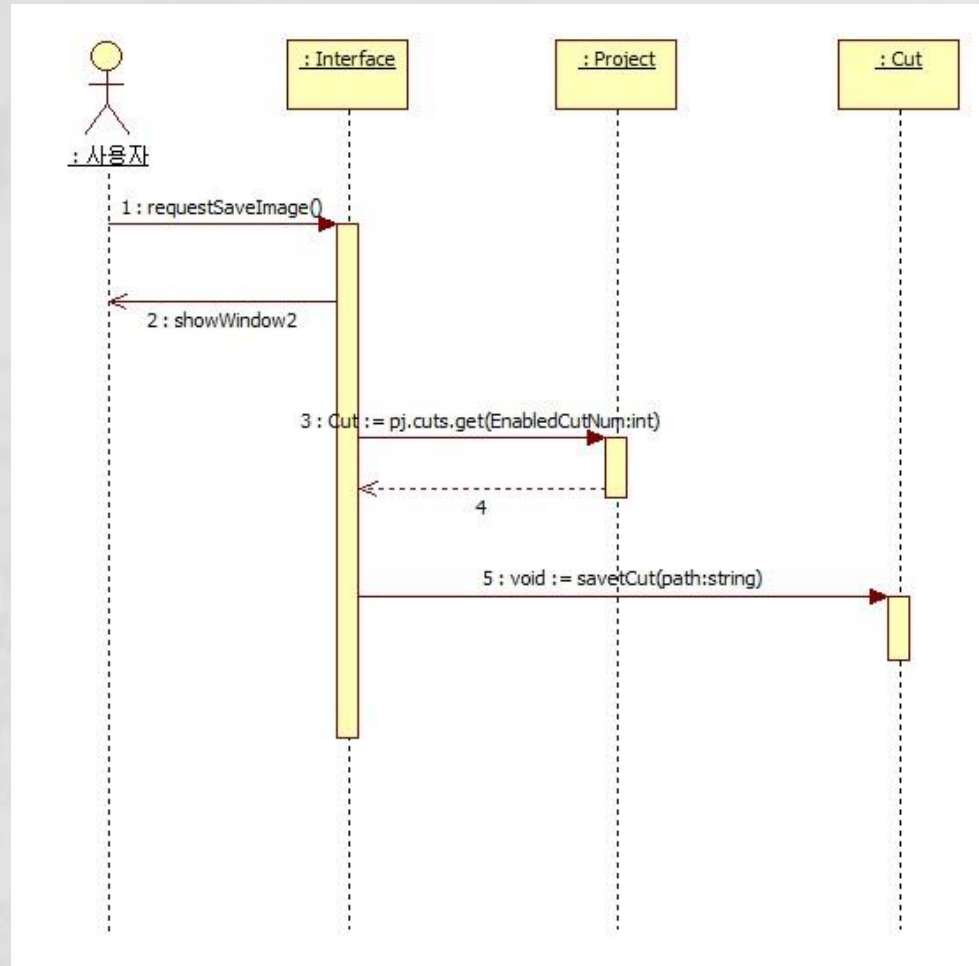 : Interface
: Project
: Cut
: 사용자
1 : requestSaveImage()
2 : showWindow2
3 : Cut := pj.cuts.get(EnabledCutNum:int)
4
5 : void := savetCut(path:string)